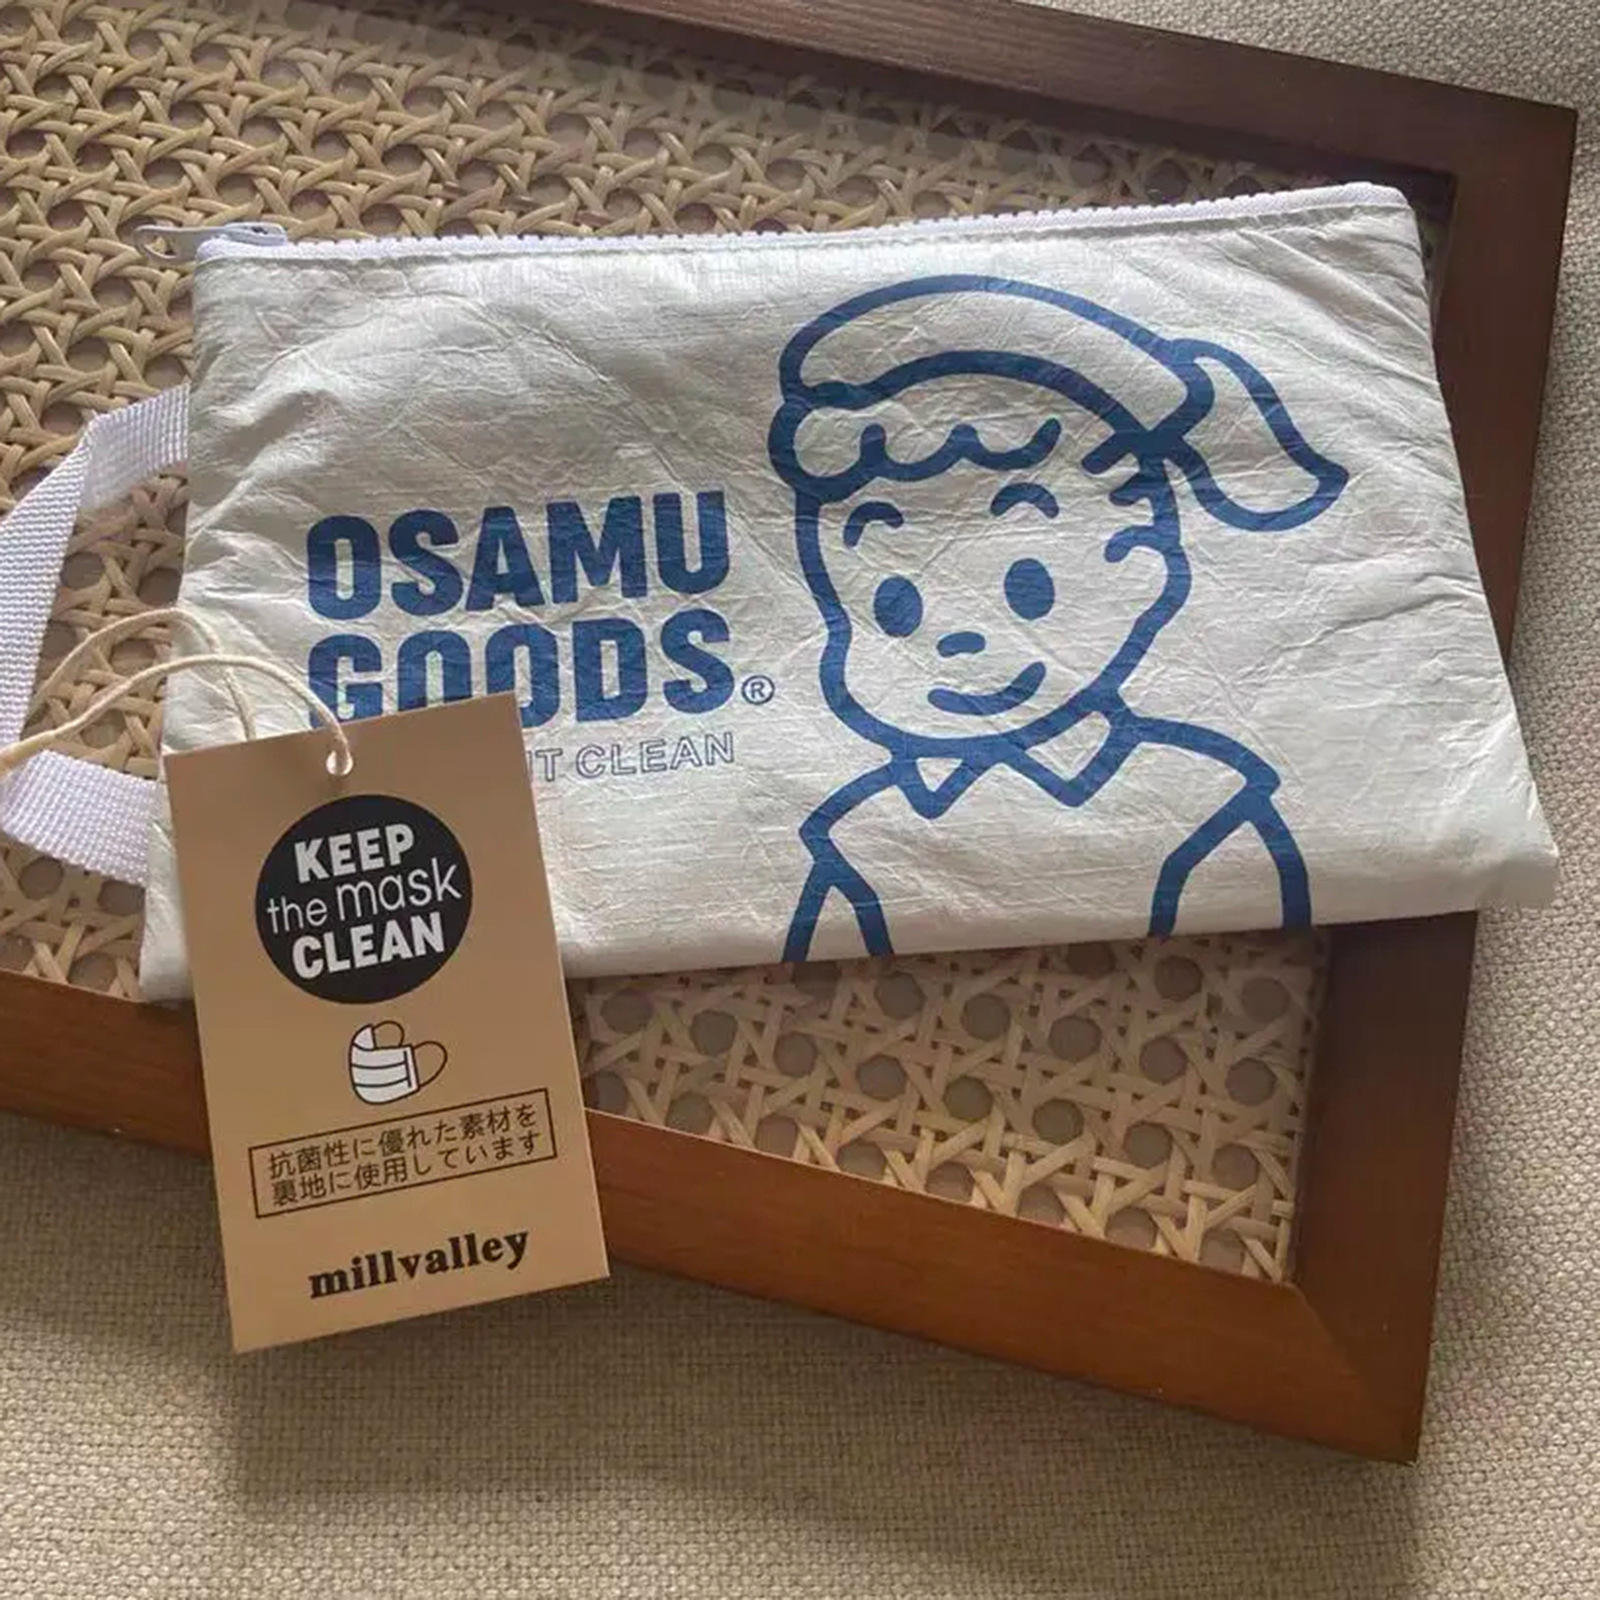 OSAMU
GOODS®
CLEAN
KEEP
the mask
CLEAN
抗菌性に優れた素材を
裏地に使用しています
millvalley